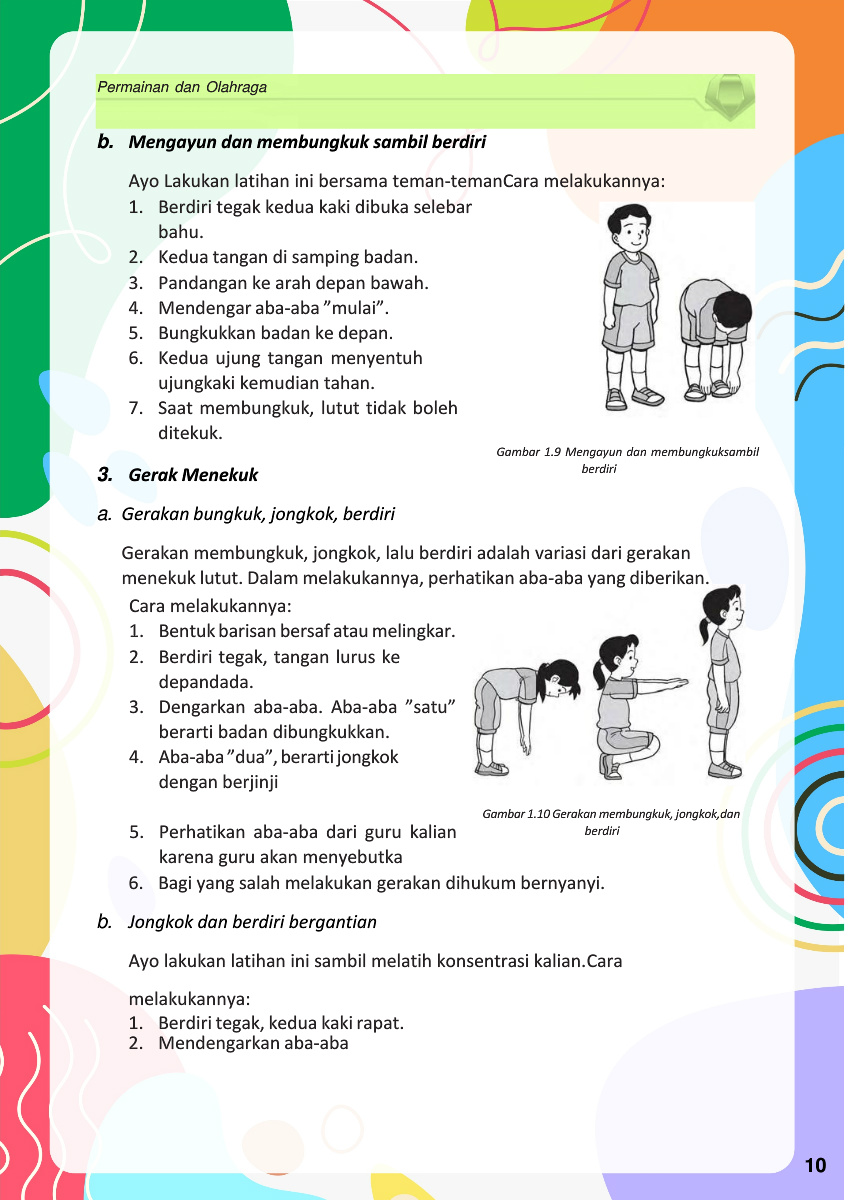 Permainan dan Olahraga
b. Mengayun dan membungkuk sambil berdiri
Ayo Lakukan latihan ini bersama teman-temanCara melakukannya:
1. Berdiri tegak kedua kaki dibuka selebar
bahu.
2. Kedua tangan di samping badan.
3. Pandangan ke arah depan bawah.
4. Mendengar aba-aba ”mulai”.
5. Bungkukkan badan ke depan.
6. Kedua ujung tangan menyentuh
ujungkaki kemudian tahan.
7. Saat membungkuk, lutut tidak boleh
ditekuk.
Gambar 1.9 Mengayun dan membungkuksambil
berdiri
3. Gerak Menekuk
a. Gerakan bungkuk, jongkok, berdiri
Gerakan membungkuk, jongkok, lalu berdiri adalah variasi dari gerakan
menekuk lutut. Dalam melakukannya, perhatikan aba-aba yang diberikan.
Cara melakukannya:
1. Bentuk barisan bersaf atau melingkar.
2. Berdiri tegak, tangan lurus ke
depandada.
3. Dengarkan aba-aba. Aba-aba ”satu”
berarti badan dibungkukkan.
4. Aba-aba ”dua”, berarti jongkok
dengan berjinji
Gambar 1.10 Gerakan membungkuk, jongkok,dan
berdiri
5. Perhatikan aba-aba dari guru kalian
karena guru akan menyebutka
6. Bagi yang salah melakukan gerakan dihukum bernyanyi.
b. Jongkok dan berdiri bergantian
Ayo lakukan latihan ini sambil melatih konsentrasi kalian.Cara
melakukannya:
1. Berdiri tegak, kedua kaki rapat.
2. Mendengarkan aba-aba
10